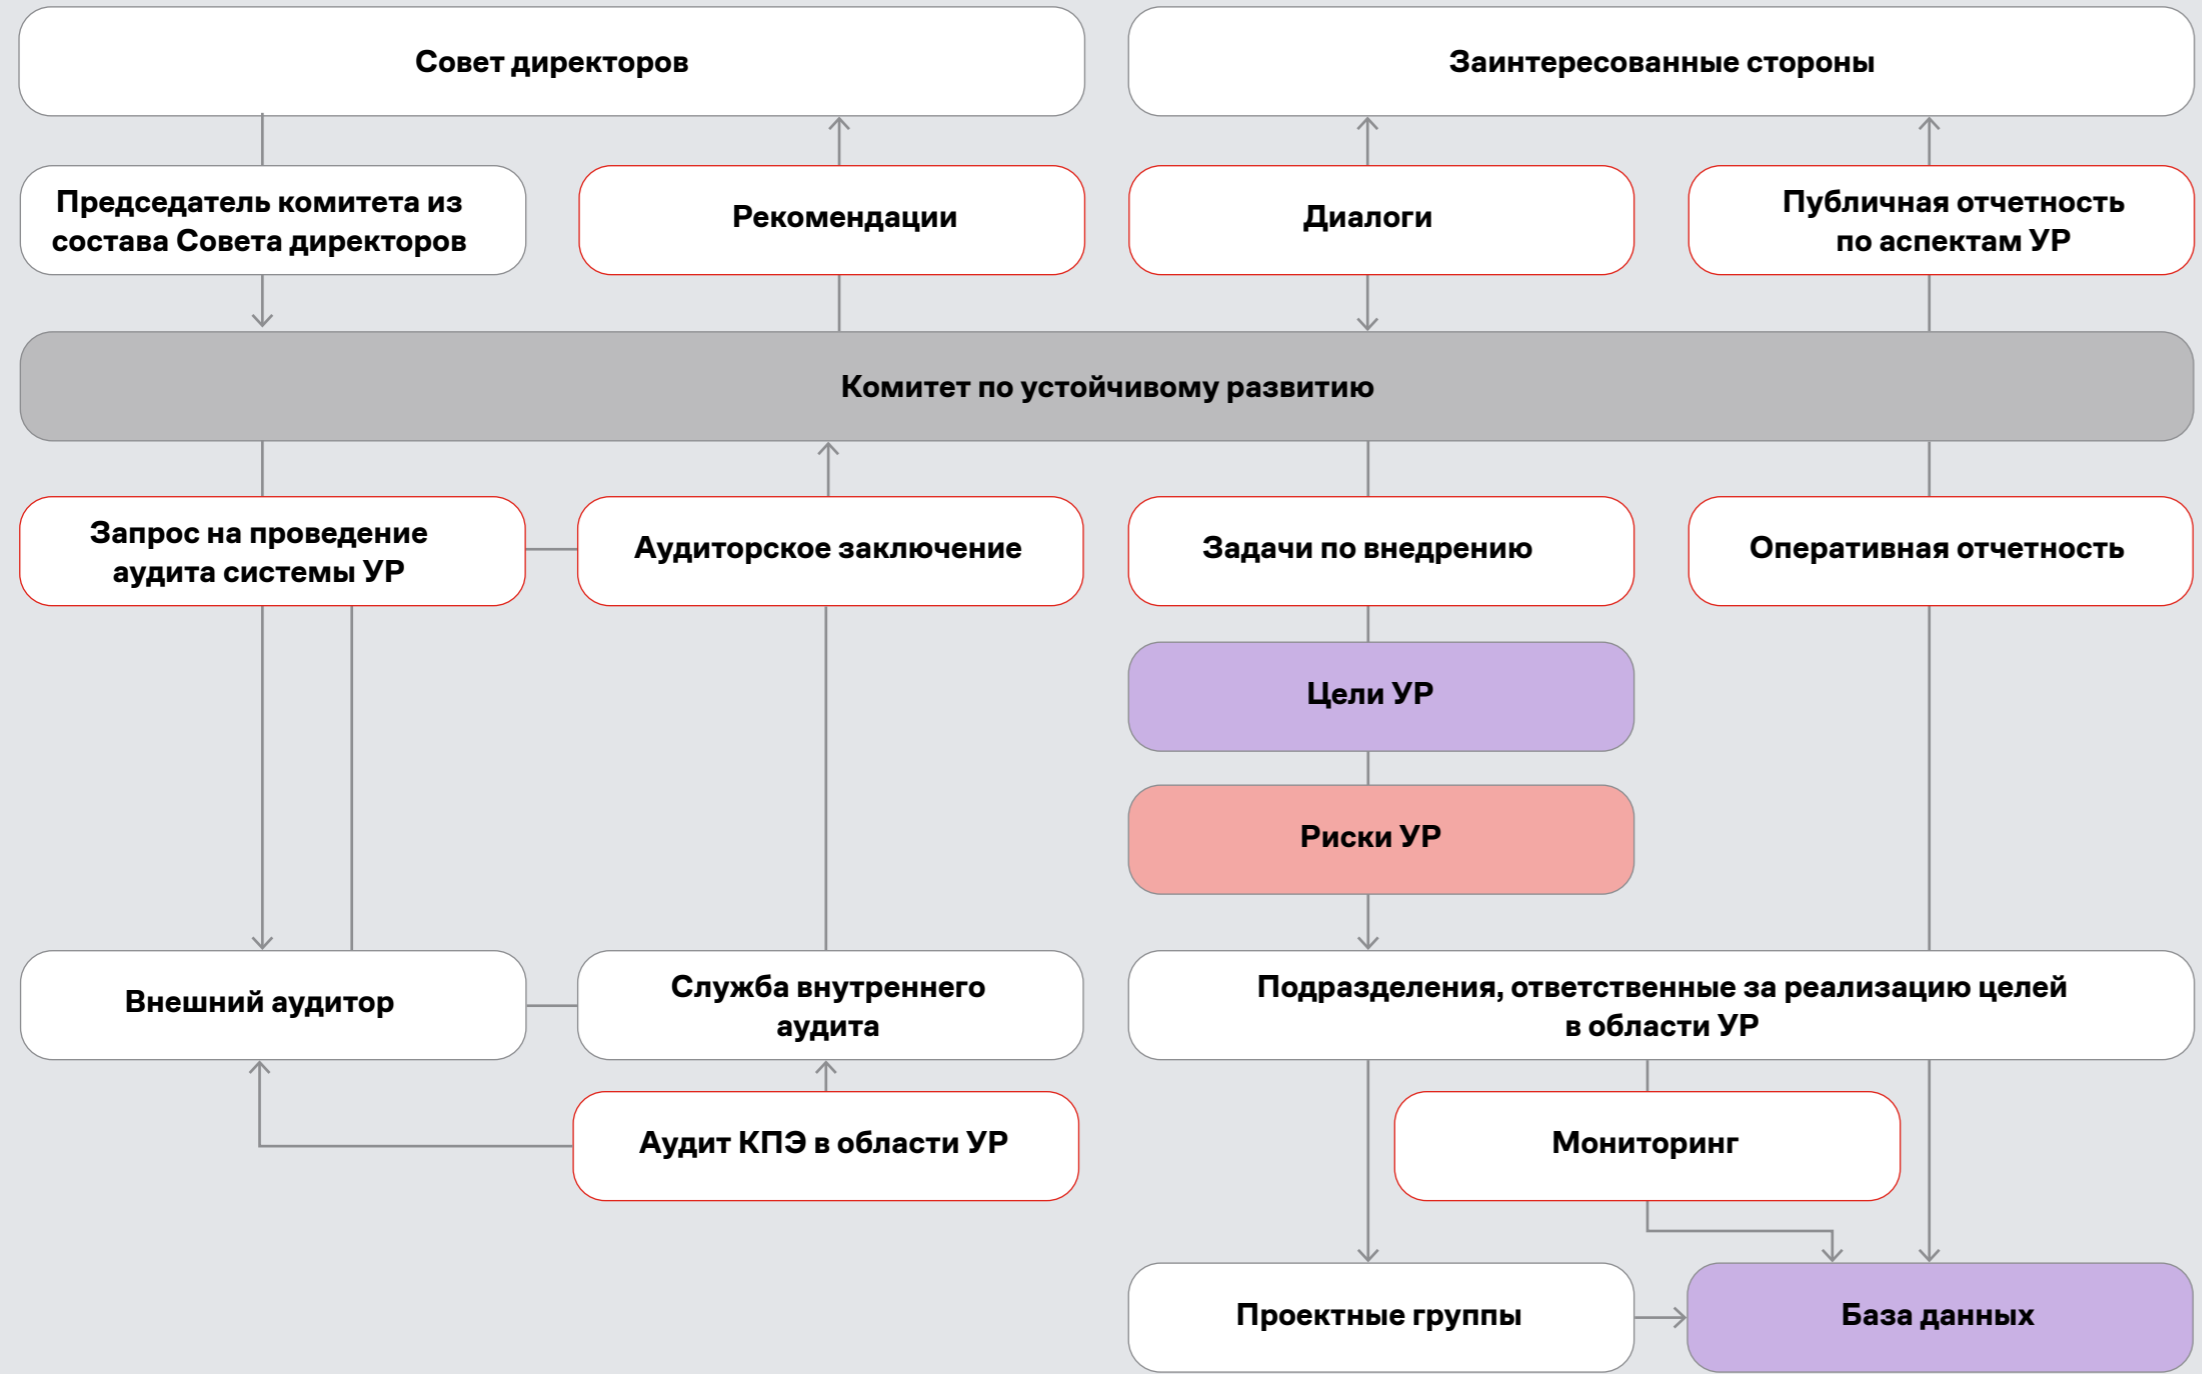 Совет директоров
Заинтересованные стороны
Председатель комитета из
состава Совета директоров
Рекомендации
Диалоги
Публичная отчетность
по аспектам УР
Комитет по устойчивому развитию
Запрос на проведение
аудита системы УР
Аудиторское заключение
Задачи по внедрению
Оперативная отчетность
Цели УР
Риски УР
Внешний аудитор
Служба внутреннего
аудита
Подразделения, ответственные за реализацию целей
в области УР
Аудит КПЭ в области УР
Мониторинг
Проектные группы
База данных